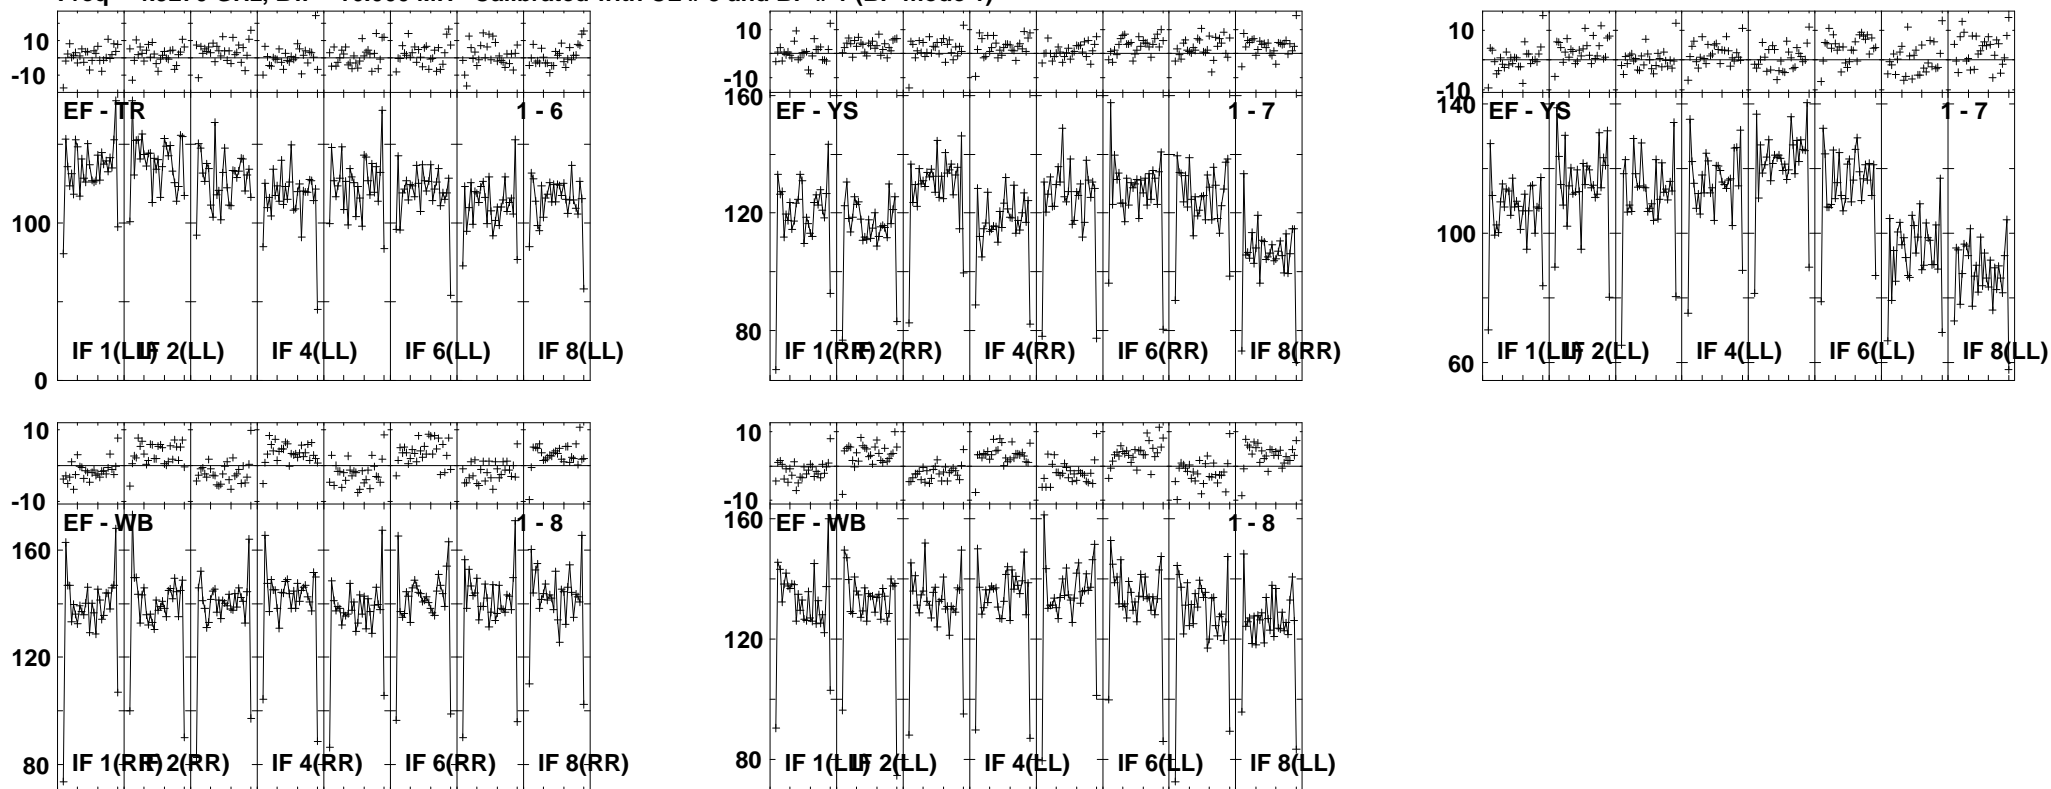 10
-10
EF - TR
1 - 6
100
0
IF 1(LL) IF 2(LL) IF 4(LL) IF 6(LL) IF 8(LL)
10
-10
160
EF - YS
1 - 7
120
80
IF 1(RR) IF 2(RR) IF 4(RR) IF 6(RR) IF 8(RR)
10
-10
140
EF - YS
1 - 7
100
60
IF 1(LL) IF 2(LL) IF 4(LL) IF 6(LL) IF 8(LL)
10
-10
EF - WB
1 - 8
160
120
80
IF 1(RR) IF 2(RR) IF 4(RR) IF 6(RR) IF 8(RR)
10
-10
160
EF - WB
1 - 8
120
80
IF 1(LL) IF 2(LL) IF 4(LL) IF 6(LL) IF 8(LL)